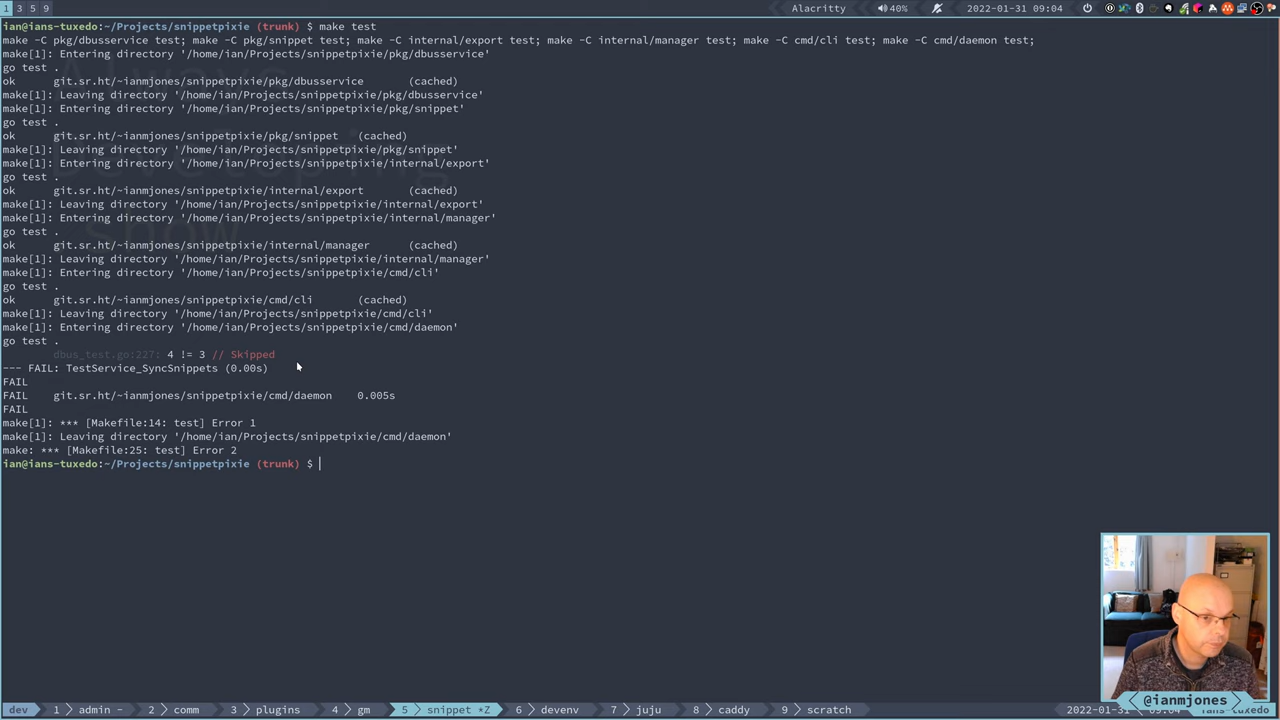 1 3 5 9
Alacritty
40%
2022-01-31 09:04
ian@ians-tuxedo:~/Projects/snippetpixie (trunk) $ make test
make -C pkg/dbusservice test; make -C pkg/snippet test; make -C internal/export test; make -C internal/manager test; make -C cmd/cli test; make -C cmd/daemon test;
make[1]: Entering directory '/home/ian/Projects/snippetpixie/pkg/dbusservice'
go test .
ok git.sr.ht/~ianmjones/snippetpixie/pkg/dbusservice (cached)
make[1]: Leaving directory '/home/ian/Projects/snippetpixie/pkg/dbusservice'
make[1]: Entering directory '/home/ian/Projects/snippetpixie/pkg/snippet'
go test .
ok git.sr.ht/~ianmjones/snippetpixie/pkg/snippet (cached)
make[1]: Leaving directory '/home/ian/Projects/snippetpixie/pkg/snippet'
make[1]: Entering directory '/home/ian/Projects/snippetpixie/internal/export'
go test .
ok git.sr.ht/~ianmjones/snippetpixie/internal/export (cached)
make[1]: Leaving directory '/home/ian/Projects/snippetpixie/internal/export'
make[1]: Entering directory '/home/ian/Projects/snippetpixie/internal/manager'
go test .
ok git.sr.ht/~ianmjones/snippetpixie/internal/manager (cached)
make[1]: Leaving directory '/home/ian/Projects/snippetpixie/internal/manager'
make[1]: Entering directory '/home/ian/Projects/snippetpixie/cmd/cli'
go test .
ok git.sr.ht/~ianmjones/snippetpixie/cmd/cli (cached)
make[1]: Leaving directory '/home/ian/Projects/snippetpixie/cmd/cli'
make[1]: Entering directory '/home/ian/Projects/snippetpixie/cmd/daemon'
go test .
dbus_test.go:227: 4 != 3 // Skipped
--- FAIL: TestService_SyncSnippets (0.00s)
FAIL
FAIL git.sr.ht/~ianmjones/snippetpixie/cmd/daemon 0.005s
FAIL
make[1]: *** [Makefile:14: test] Error 1
make[1]: Leaving directory '/home/ian/Projects/snippetpixie/cmd/daemon'
make: *** [Makefile:25: test] Error 2
ian@ians-tuxedo:~/Projects/snippetpixie (trunk) $
@ianmjones
dev 1 admin - 2 comm 3 plugins 4 gm 5 snippet *Z 6 devenv 7 juju 8 caddy 9 scratch 2022-01-31